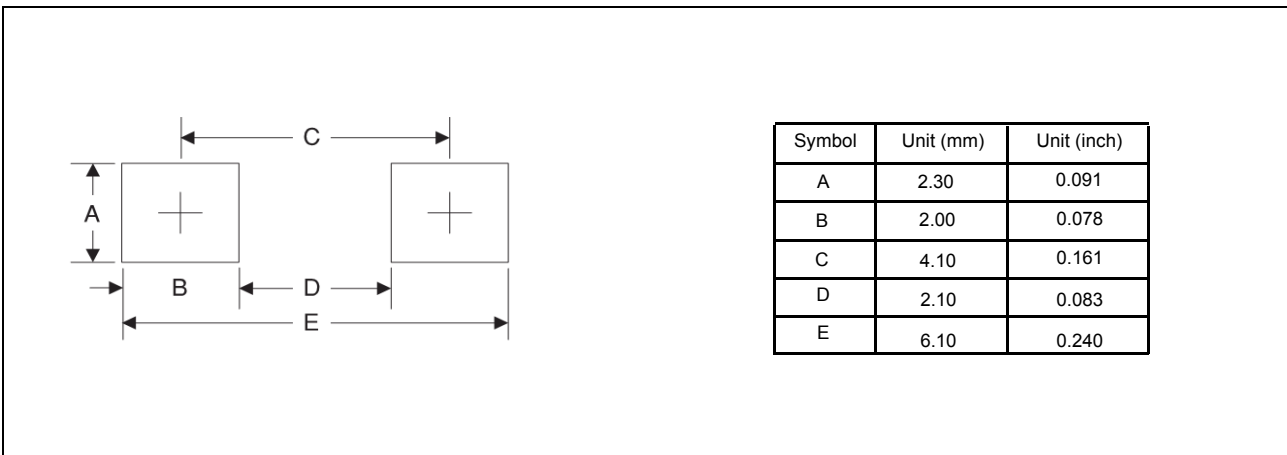 C
A
B
D
E
Symbol Unit (mm) Unit (inch)
A 2.30 0.091
B 2.00 0.078
C 4.10 0.161
D 2.10 0.083
E 6.10 0.240